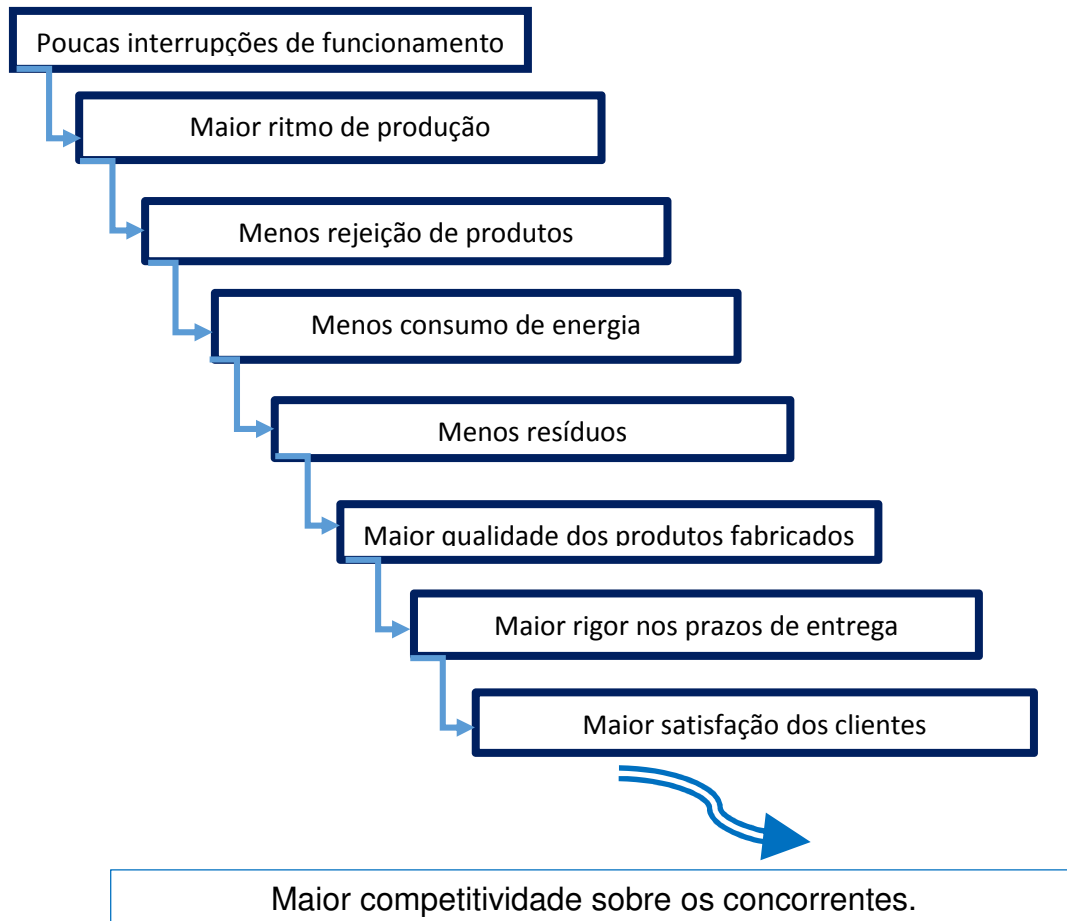 Poucas interrupções de funcionamento
Maior ritmo de produção
Menos rejeição de produtos
Menos consumo de energia
Menos resíduos
Maior qualidade dos produtos fabricados
Maior rigor nos prazos de entrega
Maior satisfação dos clientes
Maior competitividade sobre os concorrentes.